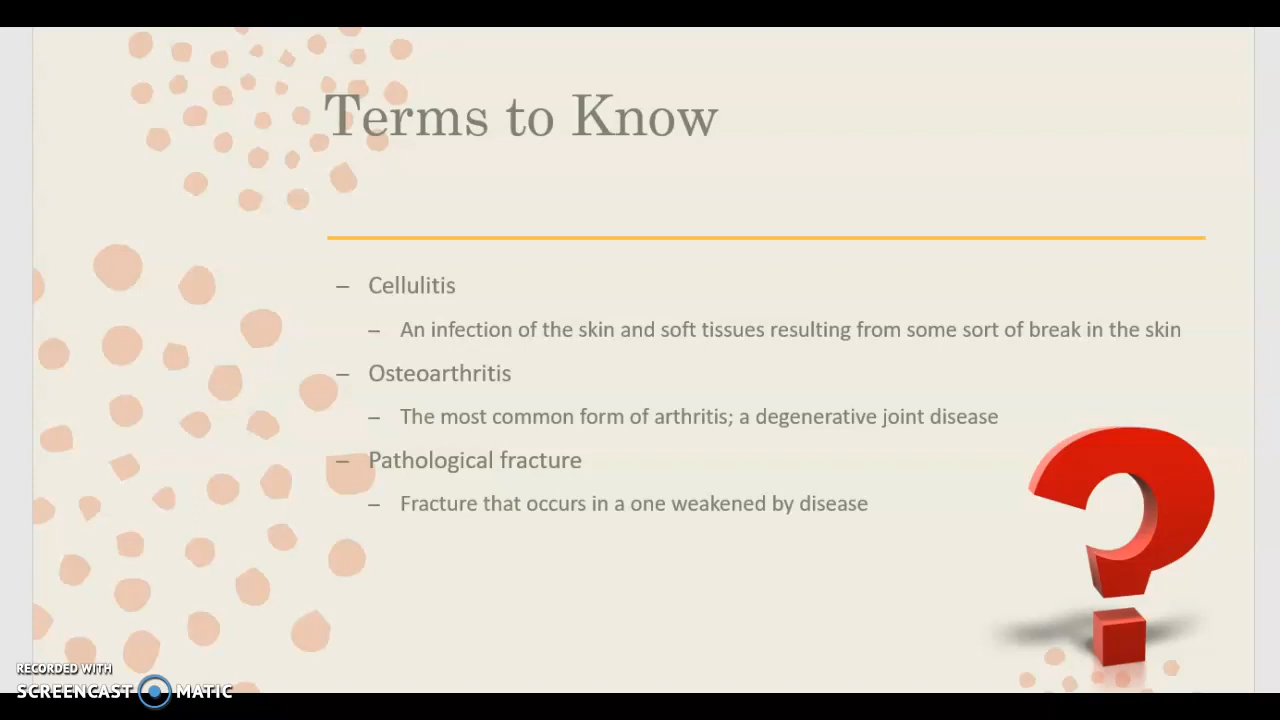 Terms to Know
– Cellulitis
– An infection of the skin and soft tissues resulting from some sort of break in the skin
– Osteoarthritis
– The most common form of arthritis; a degenerative joint disease
– Pathological fracture
– Fracture that occurs in a one weakened by disease
?
RECORDED WITH
SCREENCAST MATIC